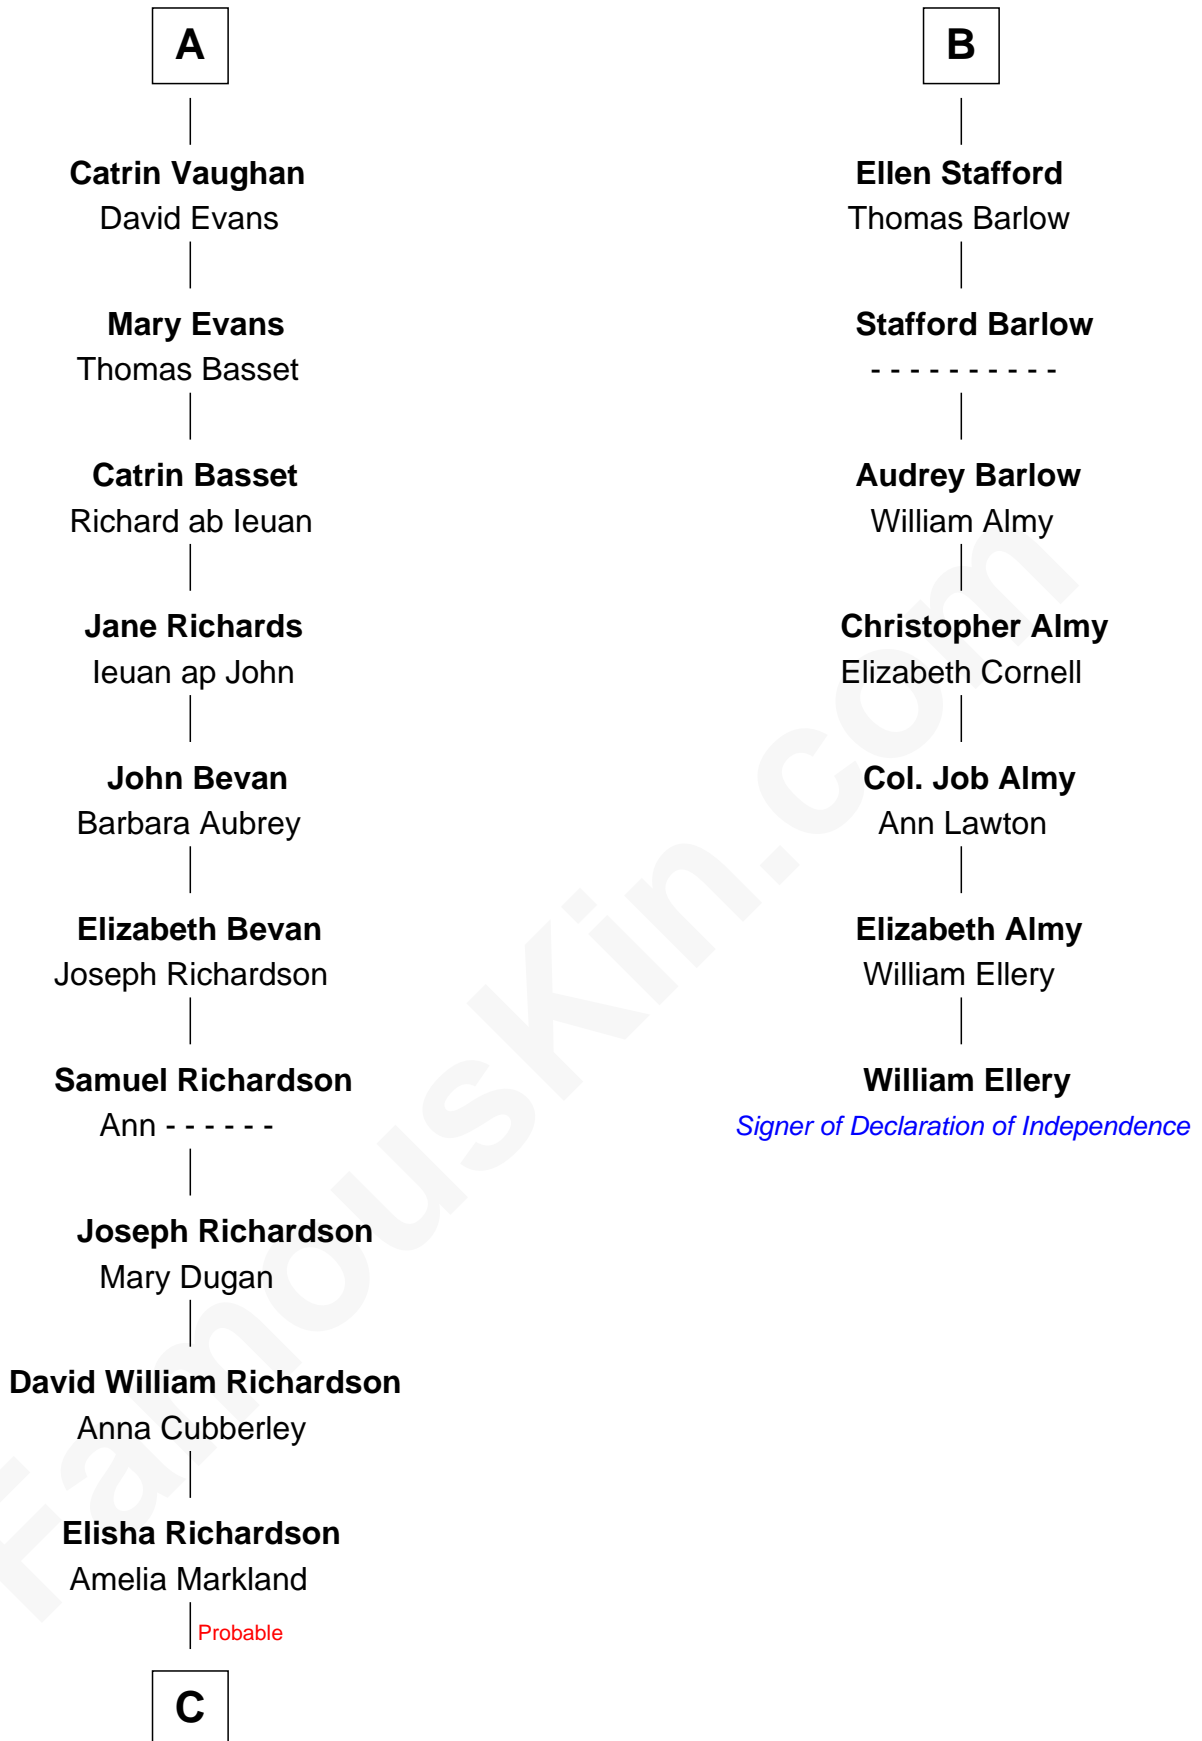 A
Catrin Vaughan
David Evans
Mary Evans
Thomas Basset
Catrin Basset
Richard ab Ieuan
Jane Richards
Ieuan ap John
John Bevan
Barbara Aubrey
Elizabeth Bevan
Joseph Richardson
Samuel Richardson
Ann - - - - - -
Joseph Richardson
Mary Dugan
David William Richardson
Anna Cubberley
Elisha Richardson
Amelia Markland
Probable
C
B
Ellen Stafford
Thomas Barlow
Stafford Barlow
- - - - - - - - - -
Audrey Barlow
William Almy
Christopher Almy
Elizabeth Cornell
Col. Job Almy
Ann Lawton
Elizabeth Almy
William Ellery
William Ellery
Signer of Declaration of Independence
FamousKin.com